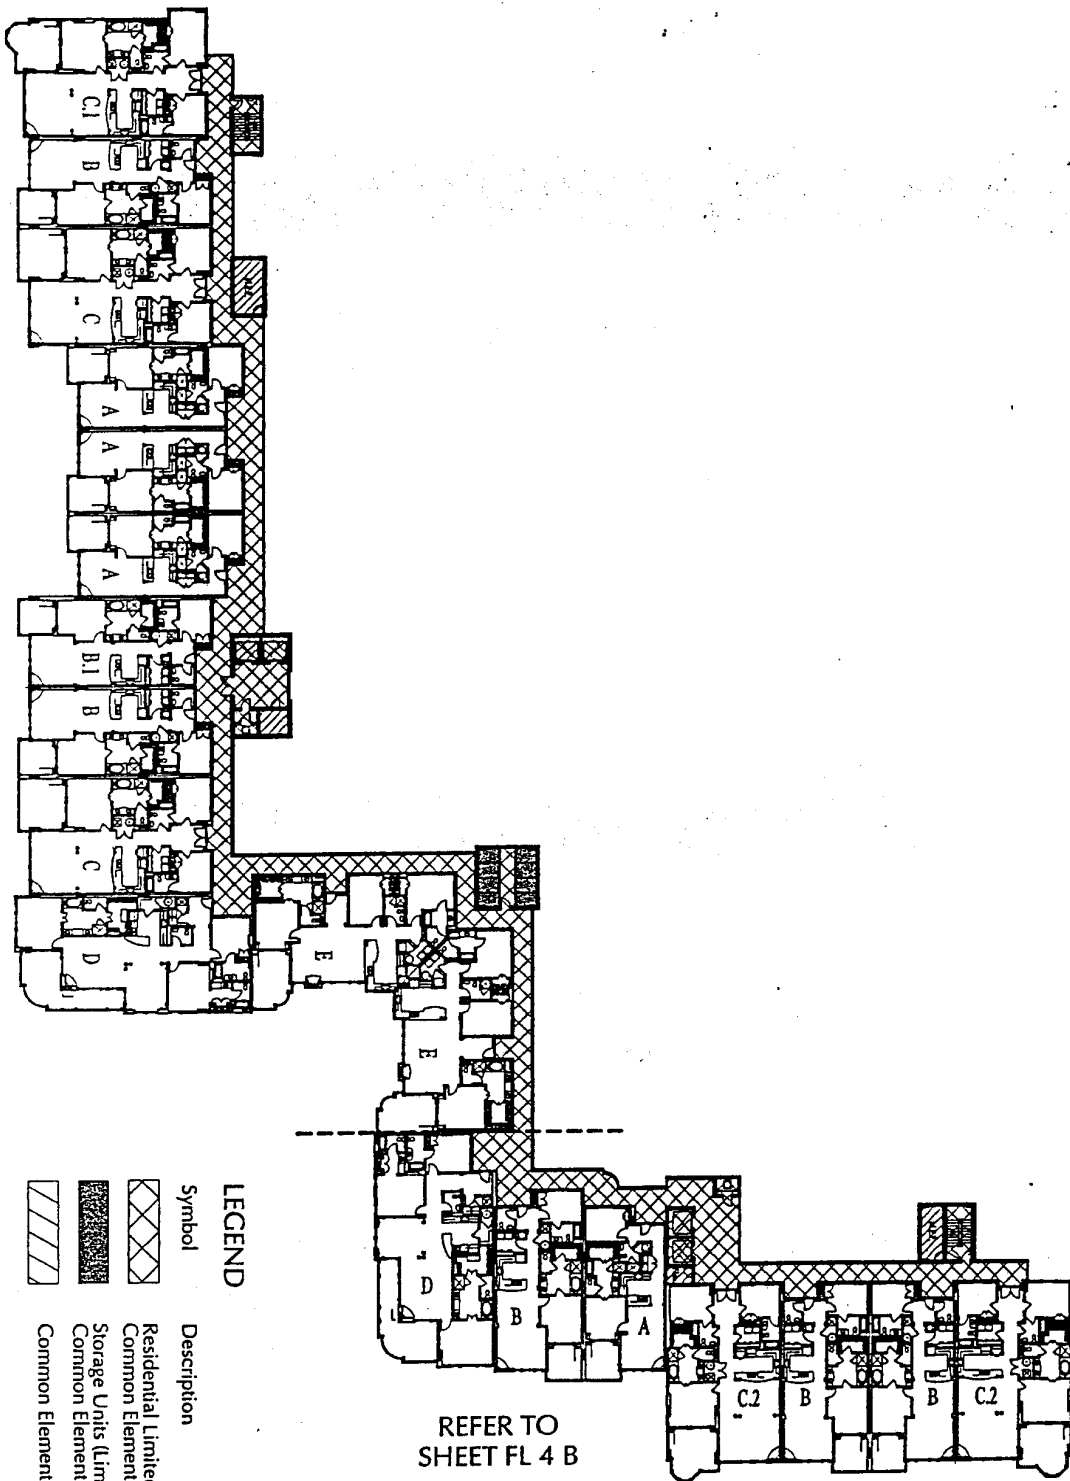 C.1
B
C
A
A
A
B.1
B
C
D
E
E
D
B
A
C.2
B
B
C.2
REFER TO
SHEET FL 4 B
LEGEND
Symbol Description
Residential Limited
Common Element
Storage Units (Lim
Common Element
Common Element